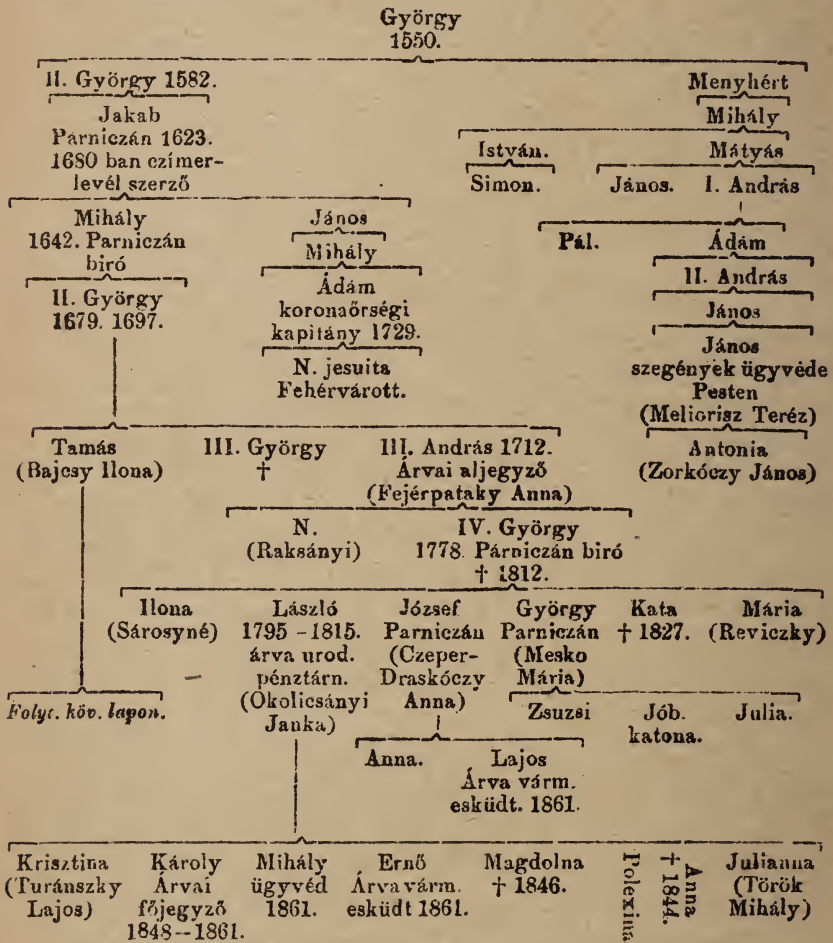 György
1550.
II. György 1582.
Menyhért
Jakab
Mihály
Parniczán 1623.
1680 ban czímer-
István.
Mátyás
levél szerző
Simon.
János.
I. András
Mihály
János
1642. Parniczán
Pál.
Ádám
biró
Mihály
II. András
II. György
Ádám
1679. 1697.
koronaőrségi
János
kapitány 1729.
János
N. jesuita
szegények ügyvéde
Fehérvárott.
Pesten
(Meliorisz Teréz)
Tamás
III. György
III. András 1712.
Antonia
(Bajcsy Ilona)
†
Árvai aljegyző
(Zorkóczy János)
(Fejérpataky Anna)
N.
IV. György
(Raksányi)
1778. Párniczán biró
† 1812.
Ilona
László
József
György
Kata
Mária
(Sárosyné)
1795 – 1815.
Parniczán
Parniczán
† 1827.
(Reviczky)
árva urod.
(Czeper-
(Mesko
pénztárn.
Draskóczy
Mária)
Folyt. köv. lapon.
(Okolicsányi
Anna)
Zsuzsi
Jób.
Julia.
Janka)
katona.
Anna.
Lajos
Árva várm.
esküdt. 1861.
Krisztina
Károly
Mihály
Ernő
Magdolna
Polexina
Anna
† 1844.
Julianna
(Turánszky
Árvai
ügyvéd
Árva várm.
† 1846.
(Török
Lajos)
főjegyző
1861.
esküdt 1861.
Mihály)
1848--1861.